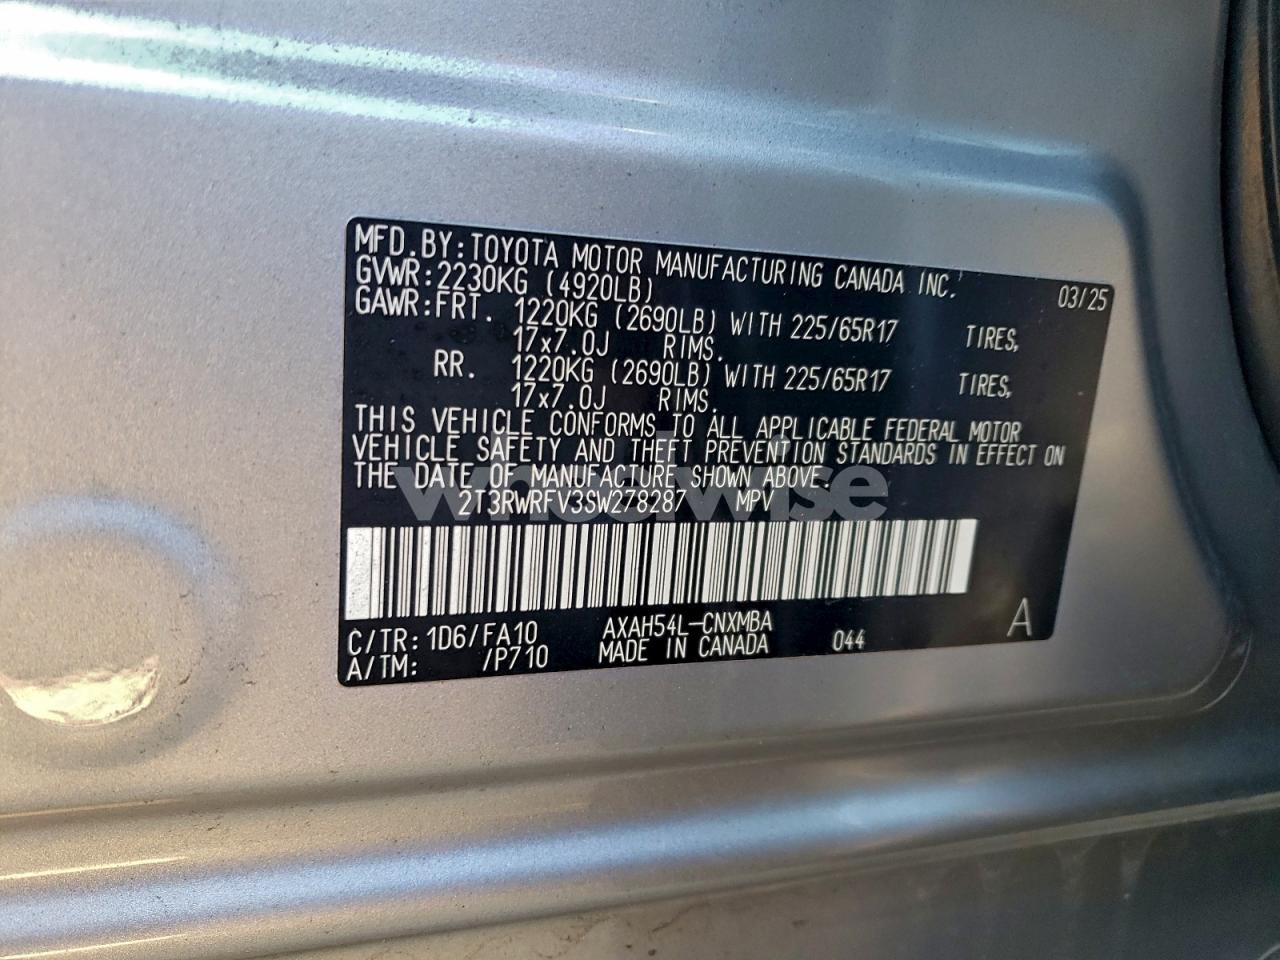 MFD.BY:TOYOTA MOTOR MANUFACTURING CANADA INC. 03/25
GVWR:2230KG (4920LB)
GAWR:FRT. 1220KG (2690LB) WITH 225/65R17 TIRES,
17x7.0J RIMS.
RR. 1220KG (2690LB) WITH 225/65R17 TIRES,
17x7.0J RIMS.
THIS VEHICLE CONFORMS TO ALL APPLICABLE FEDERAL MOTOR
VEHICLE SAFETY AND THEFT PREVENTION STANDARDS IN EFFECT ON
THE DATE OF MANUFACTURE SHOWN ABOVE.
2T3RWRFV3SW278287 MPV
wheelwise
C/TR: 1D6/FA10 AXAH54L-CNXMBA 044 A
A/TM: /P710 MADE IN CANADA